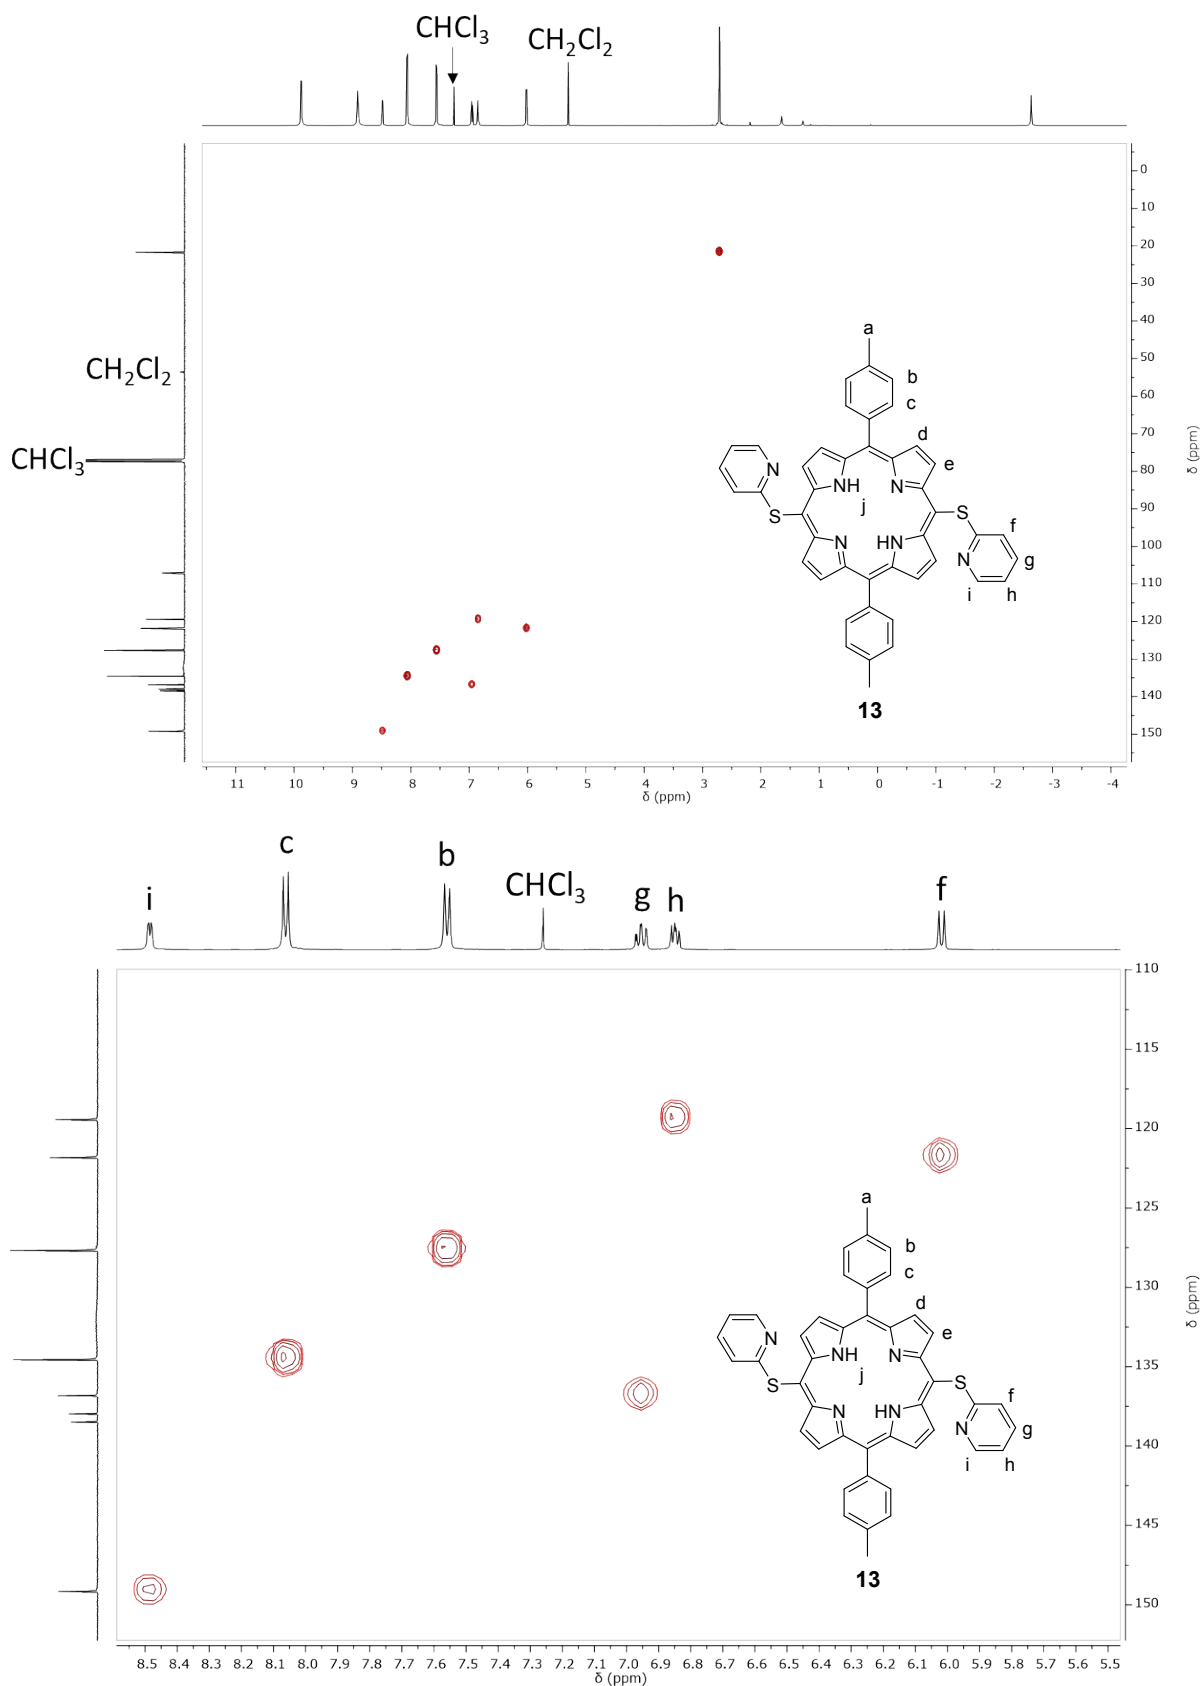 CHCl3
CH2Cl2
0
10
20
30
40
50
60
70
80
90
100
110
120
130
140
150
δ (ppm)
CH2Cl2
CHCl3
a
b
c
d
e
N
NH
N
j
S
S
f
N
HN
N
g
i
h
13
11
10
9
8
7
6
5
4
3
2
1
0
-1
-2
-3
-4
δ (ppm)
c
b
i
CHCl3
g
h
f
110
115
120
125
130
135
140
145
150
δ (ppm)
a
b
c
d
e
N
NH
N
j
S
S
f
N
HN
N
g
i
h
13
8.5 8.4 8.3 8.2 8.1 8.0 7.9 7.8 7.7 7.6 7.5 7.4 7.3 7.2 7.1 7.0 6.9 6.8 6.7 6.6 6.5 6.4 6.3 6.2 6.1 6.0 5.9 5.8 5.7 5.6 5.5
δ (ppm)